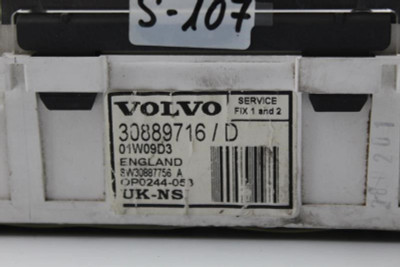 S-107
VOLVO
SERVICE
FIX 1 and 2
30889716/D
01W09D3
ENGLAND
SW30887756 A
OP0244-053
UK-NS